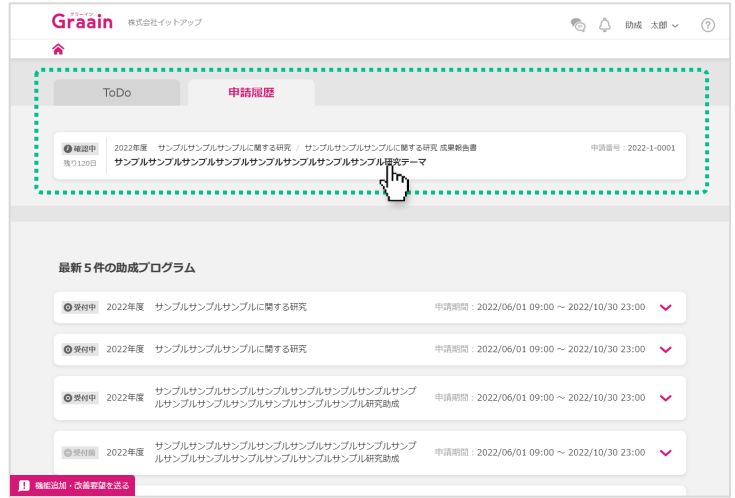 グラーイン
Graain 株式会社イットアップ 助成 太郎 ?
ToDo 申請履歴
確認中 2022年度 サンプルサンプルサンプルに関する研究 / サンプルサンプルサンプルに関する研究 成果報告書 申請番号：2022-1-0001
残り120日 サンプルサンプルサンプルサンプルサンプルサンプルサンプルサンプル研究テーマ
最新５件の助成プログラム
受付中 2022年度 サンプルサンプルサンプルに関する研究 申請期間：2022/06/01 09:00 ～ 2022/10/30 23:00
受付中 2022年度 サンプルサンプルサンプルに関する研究 申請期間：2022/06/01 09:00 ～ 2022/10/30 23:00
受付中 2022年度 サンプルサンプルサンプルサンプルサンプルサンプルサンプルサンプ 申請期間：2022/06/01 09:00 ～ 2022/10/30 23:00
ルサンプルサンプルサンプルサンプルサンプルサンプル研究助成
受付前 2022年度 サンプルサンプルサンプルサンプルサンプルサンプルサンプルサンプ 申請期間：2022/06/01 09:00 ～ 2022/10/30 23:00
ルサンプルサンプルサンプルサンプルサンプルサンプル研究助成
機能追加・改善要望を送る